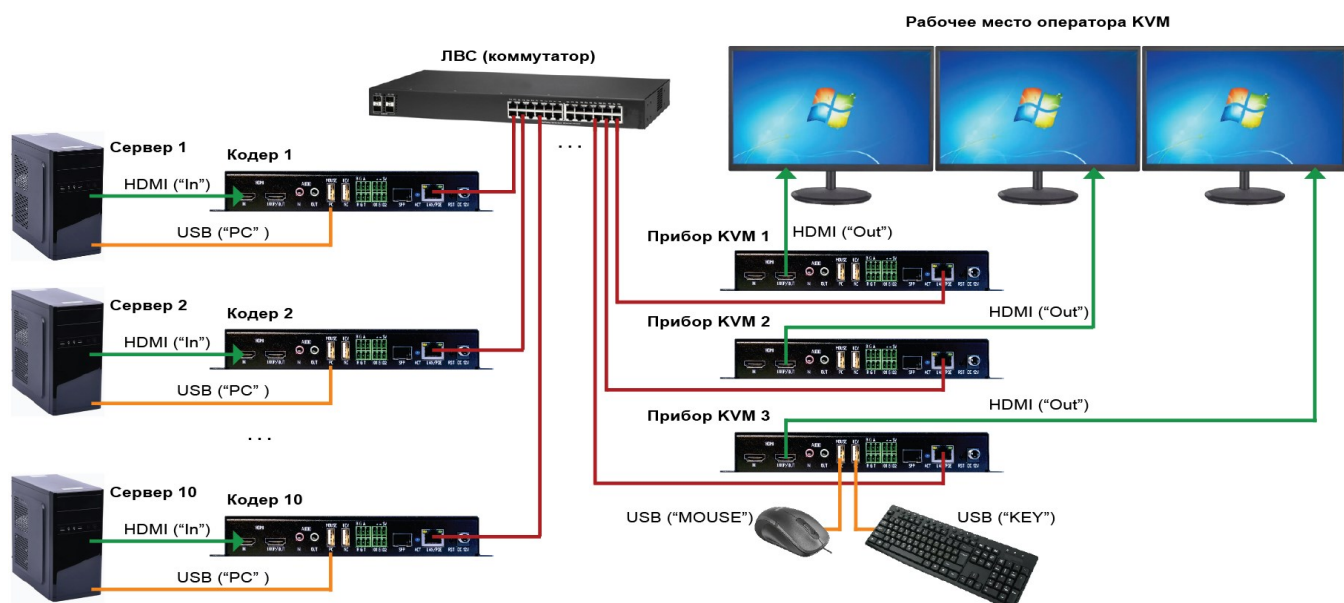 Рабочее место оператора KVM
ЛВС (коммутатор)
. . .
Сервер 1
Кодер 1
HDMI (“In”)
USB (“PC” )
Сервер 2
Кодер 2
HDMI (“In”)
USB (“PC” )
. . .
Сервер 10
Кодер 10
HDMI (“In”)
USB (“PC” )
Прибор KVM 1
HDMI (“Out”)
Прибор KVM 2
HDMI (“Out”)
Прибор KVM 3
HDMI (“Out”)
USB (“MOUSE”)
USB (“KEY”)